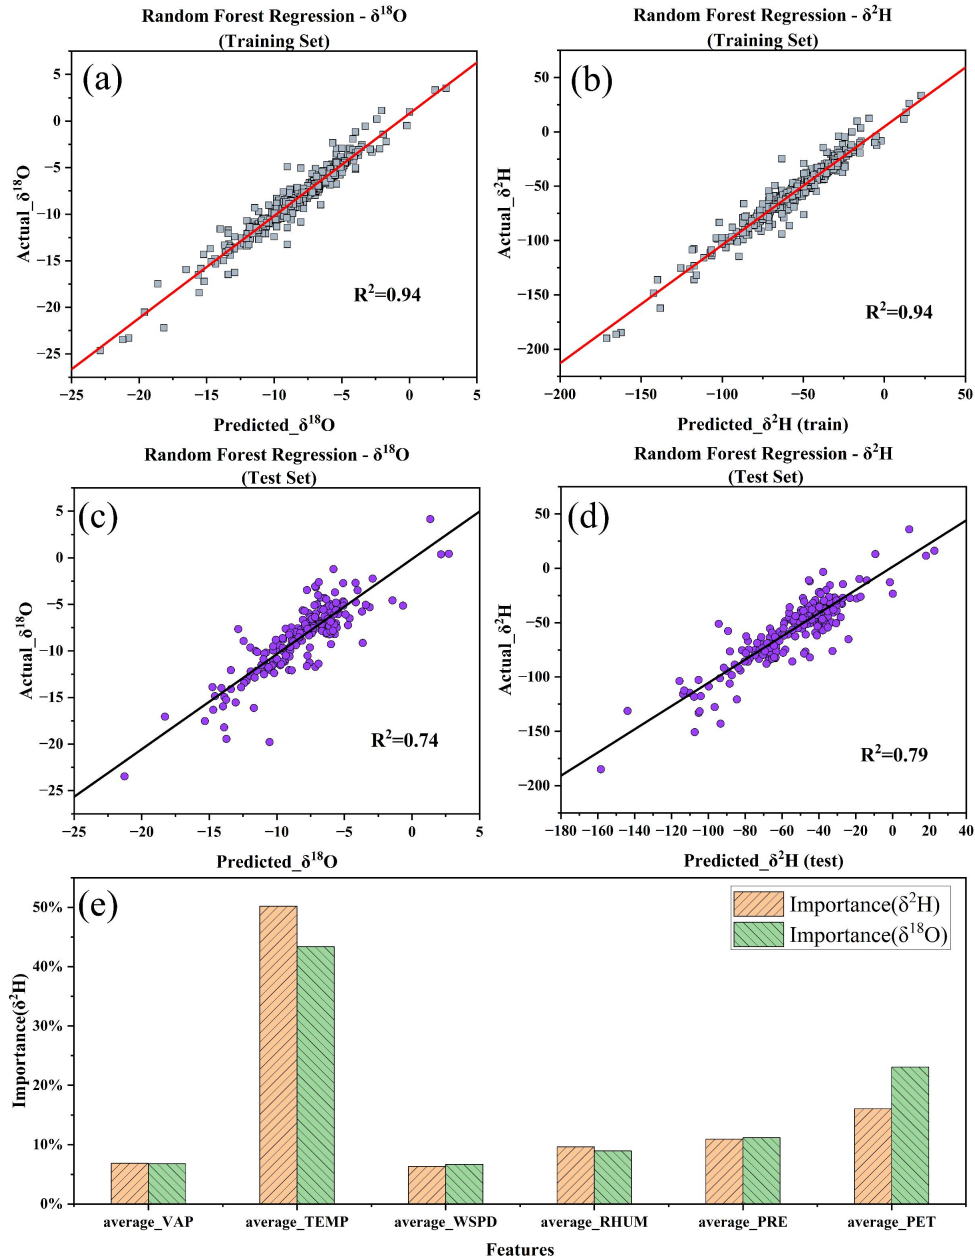 Random Forest Regression - δ¹⁸O
(Training Set)
(a)
5
0
−5
−10
−15
−20
−25
Actual_δ¹⁸O
R²=0.94
−25 −20 −15 −10 −5 0 5
Predicted_δ¹⁸O
Random Forest Regression - δ²H
(Training Set)
(b)
50
0
−50
−100
−150
−200
Actual_δ²H
R²=0.94
−200 −150 −100 −50 0 50
Predicted_δ²H (train)
Random Forest Regression - δ¹⁸O
(Test Set)
(c)
5
0
−5
−10
−15
−20
−25
Actual_δ¹⁸O
R²=0.74
−25 −20 −15 −10 −5 0 5
Predicted_δ¹⁸O
Random Forest Regression - δ²H
(Test Set)
(d)
50
0
−50
−100
−150
−200
Actual_δ²H
R²=0.79
−180 −160 −140 −120 −100 −80 −60 −40 −20 0 20 40
Predicted_δ²H (test)
(e)
Importance(δ²H)
Importance(δ¹⁸O)
50%
40%
30%
20%
10%
0%
Importance(δ²H)
average_VAP average_TEMP average_WSPD average_RHUM average_PRE average_PET
Features